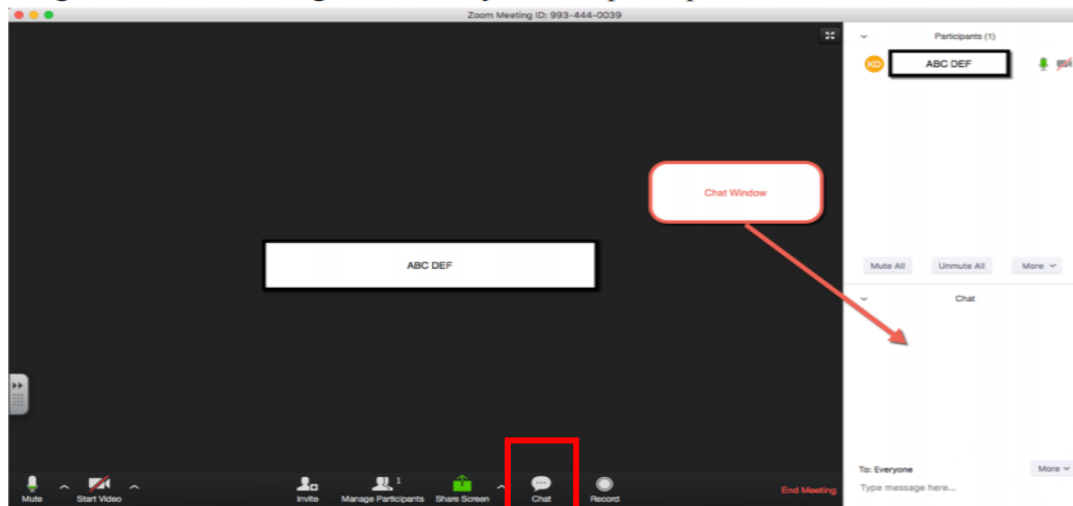 Zoom Meeting ID: 993-444-0039
Participants (1)
KD
ABC DEF
Chat Window
ABC DEF
Mute All Unmute All More
Chat
To: Everyone More
Type message here...
Mute Start Video Invite 1 Manage Participants Share Screen Chat Record End Meeting